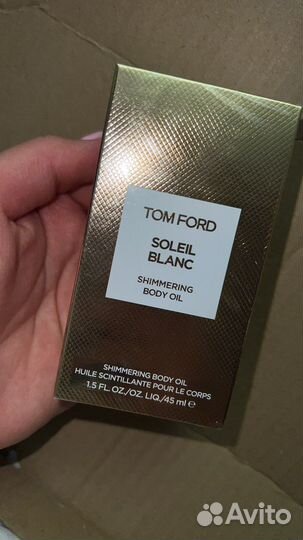 TOM FORD
SOLEIL
BLANC
SHIMMERING
BODY OIL
SHIMMERING BODY OIL
HUILE SCINTILLANTE POUR LE CORPS
1.5 FL. OZ./OZ. LIQ./45 ml ℮
Avito